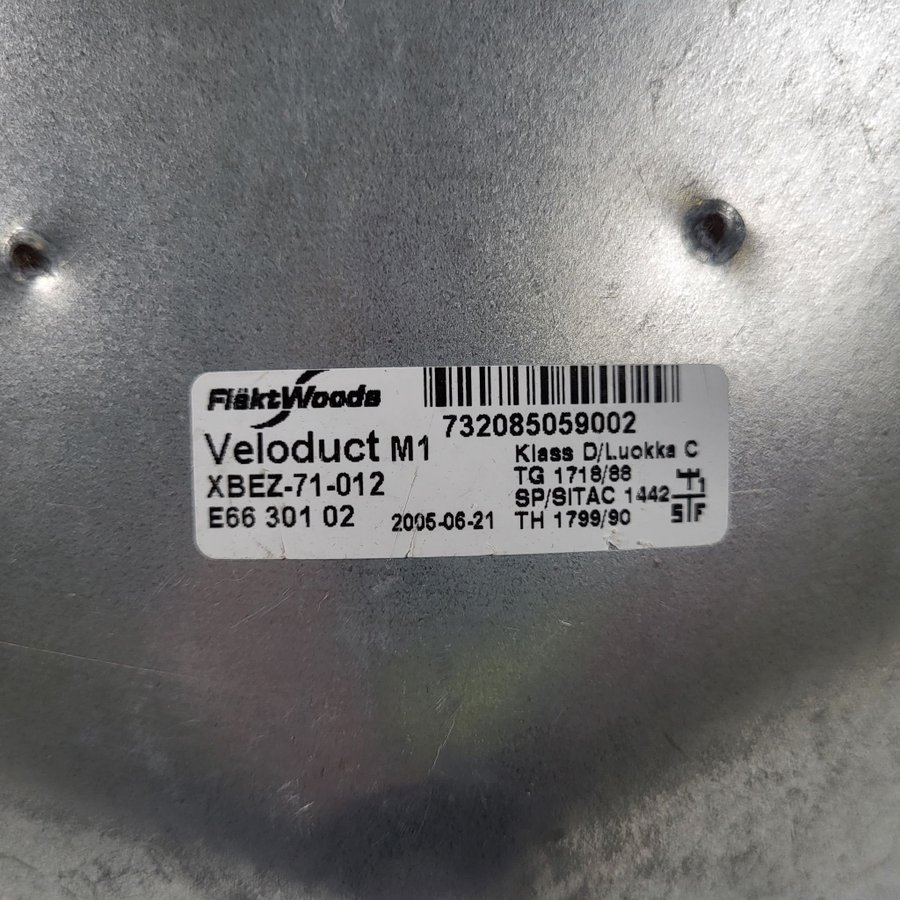 FläktWoods
732085059002
Veloduct M1
Klass D/Luokka C
XBEZ-71-012
TG 1718/88
SP/SITAC 1442
E66 301 02
2005-06-21
TH 1799/90
T1
S F